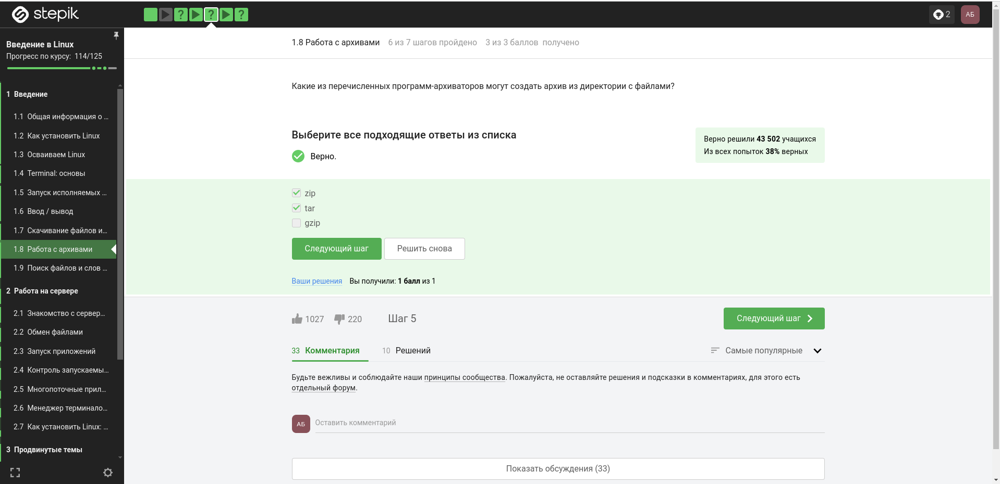 stepik
?
?
?
2
АБ
Введение в Linux
Прогресс по курсу: 114/125
1 Введение
1.1 Общая информация о ...
1.2 Как установить Linux
1.3 Осваиваем Linux
1.4 Terminal: основы
1.5 Запуск исполняемых ...
1.6 Ввод / вывод
1.7 Скачивание файлов и...
1.8 Работа с архивами
1.9 Поиск файлов и слов ...
2 Работа на сервере
2.1 Знакомство с сервер...
2.2 Обмен файлами
2.3 Запуск приложений
2.4 Контроль запускаемы...
2.5 Многопоточные прил...
2.6 Менеджер терминало...
2.7 Как установить Linux: ...
3 Продвинутые темы
1.8 Работа с архивами 6 из 7 шагов пройдено 3 из 3 баллов получено
Какие из перечисленных программ-архиваторов могут создать архив из директории с файлами?
Выберите все подходящие ответы из списка
Верно.
Верно решили 43 502 учащихся
Из всех попыток 38% верных
zip
tar
gzip
Следующий шаг
Решить снова
Ваши решения Вы получили: 1 балл из 1
1027 220 Шаг 5
Следующий шаг
33 Комментария 10 Решений
Самые популярные
Будьте вежливы и соблюдайте наши принципы сообщества. Пожалуйста, не оставляйте решения и подсказки в комментариях, для этого есть
отдельный форум.
АБ
Оставить комментарий
Показать обсуждения (33)